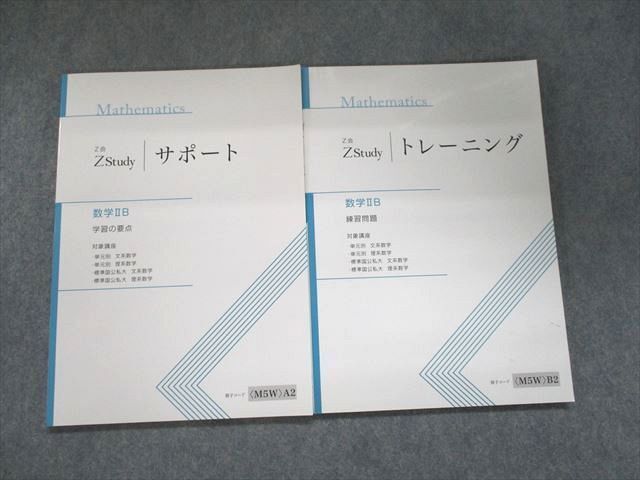 Mathematics
Z会
Z Study
サポート
数学ⅡB
学習の要点
対象講座
・単元別 文系数学
・単元別 理系数学
・標準国公私大 文系数学
・標準国公私大 理系数学
冊子コード 〈M5W〉A2
Mathematics
Z会
Z Study
トレーニング
数学ⅡB
練習問題
対象講座
・単元別 文系数学
・単元別 理系数学
・標準国公私大 文系数学
・標準国公私大 理系数学
冊子コード 〈M5W〉B2